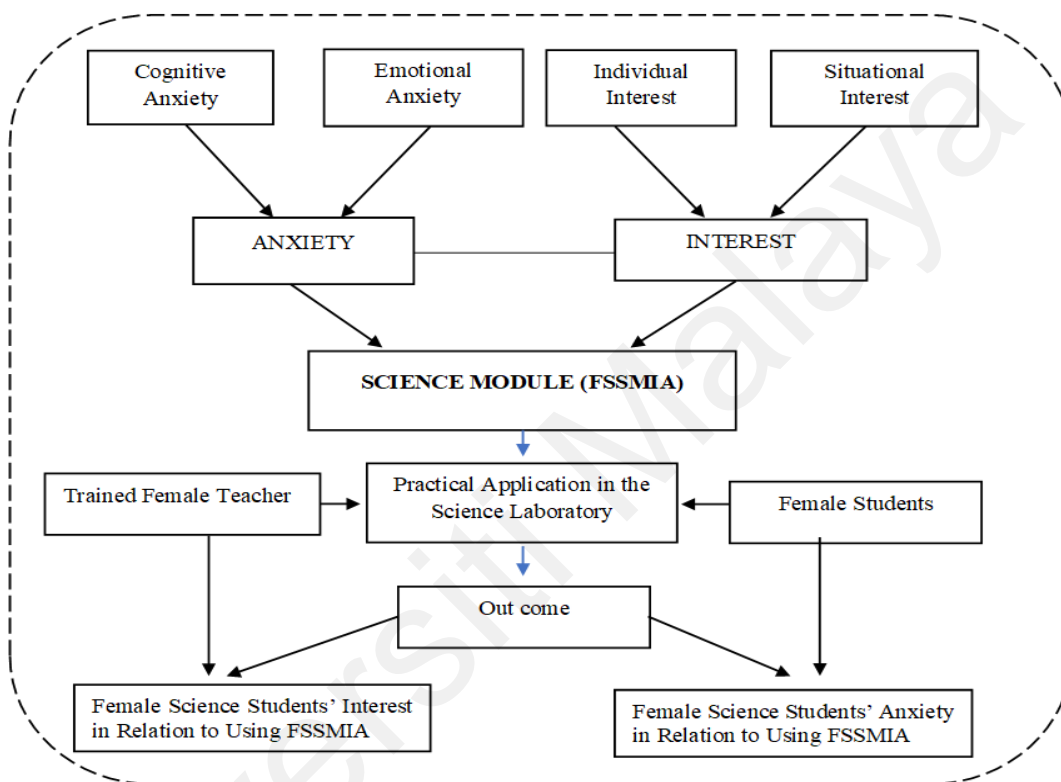 Cognitive
Anxiety
Emotional
Anxiety
Individual
Interest
Situational
Interest
ANXIETY
INTEREST
SCIENCE MODULE (FSSMIA)
Trained Female Teacher
Practical Application in the
Science Laboratory
Female Students
Out come
Female Science Students’ Interest
in Relation to Using FSSMIA
Female Science Students’ Anxiety
in Relation to Using FSSMIA
ersiti Malaya